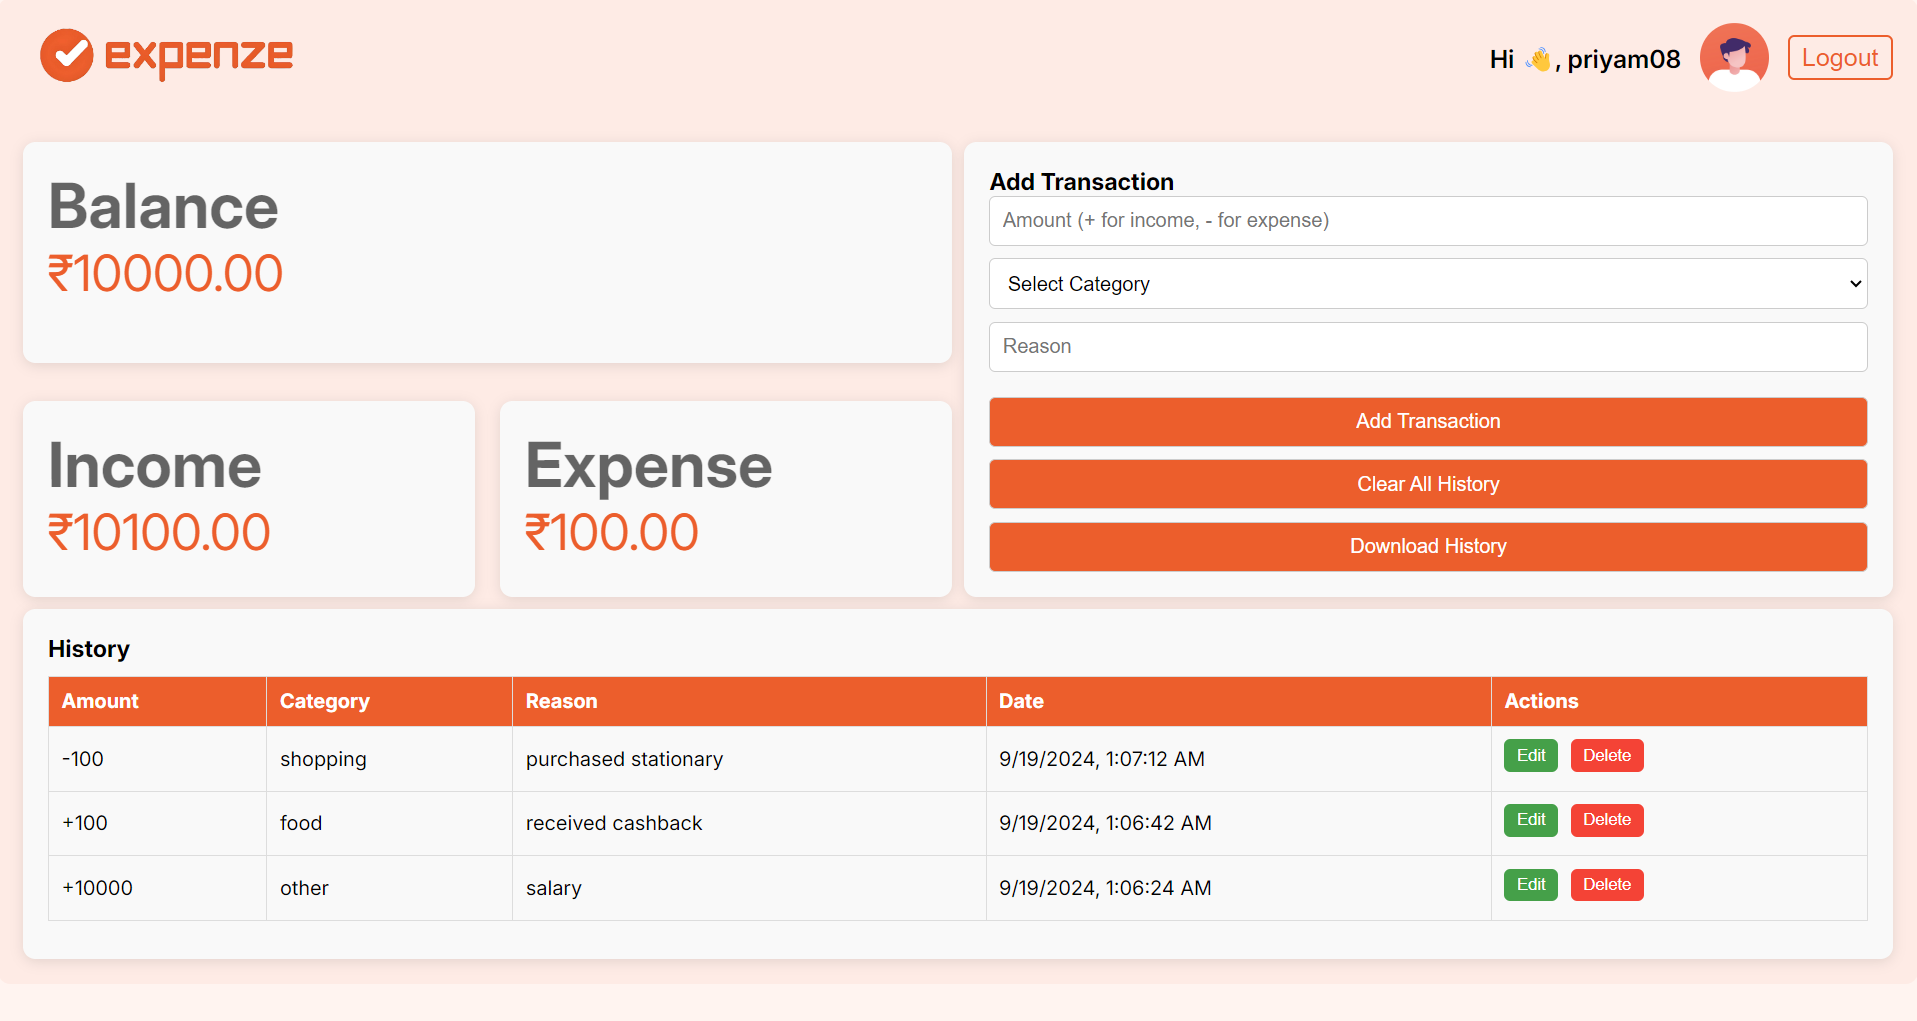 expenze
Hi 👋, priyam08
Logout
Balance
₹10000.00
Income
₹10100.00
Expense
₹100.00
Add Transaction
Amount (+ for income, - for expense)
Select Category
Reason
Add Transaction
Clear All History
Download History
History
Amount Category Reason Date Actions
-100 shopping purchased stationary 9/19/2024, 1:07:12 AM Edit Delete
+100 food received cashback 9/19/2024, 1:06:42 AM Edit Delete
+10000 other salary 9/19/2024, 1:06:24 AM Edit Delete